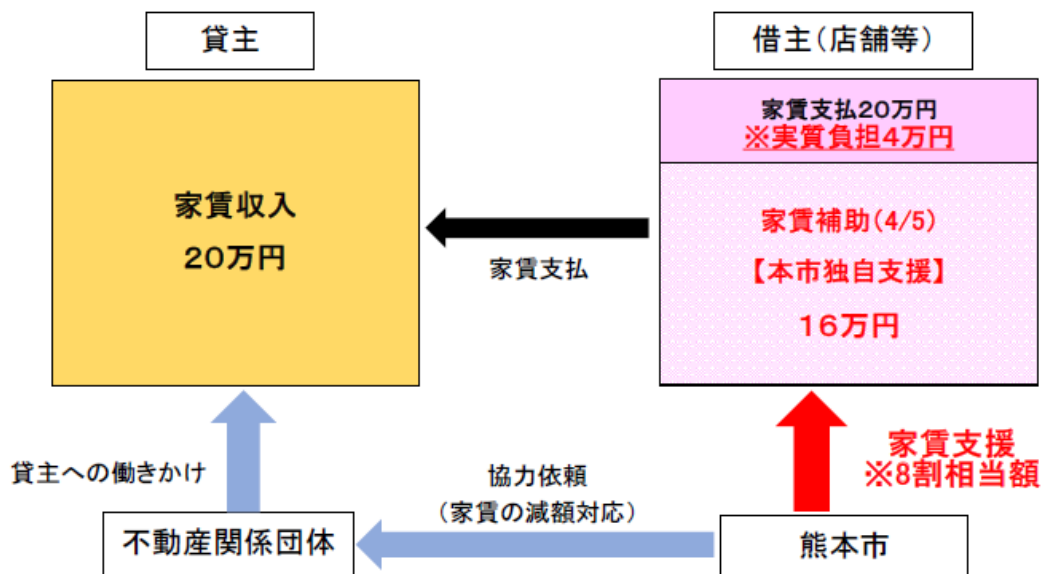 貸主
借主(店舗等)
家賃収入
20万円
家賃支払20万円
※実質負担4万円
家賃補助(4/5)
【本市独自支援】
16万円
家賃支払
貸主への働きかけ
協力依頼
(家賃の減額対応)
家賃支援
※8割相当額
不動産関係団体
熊本市